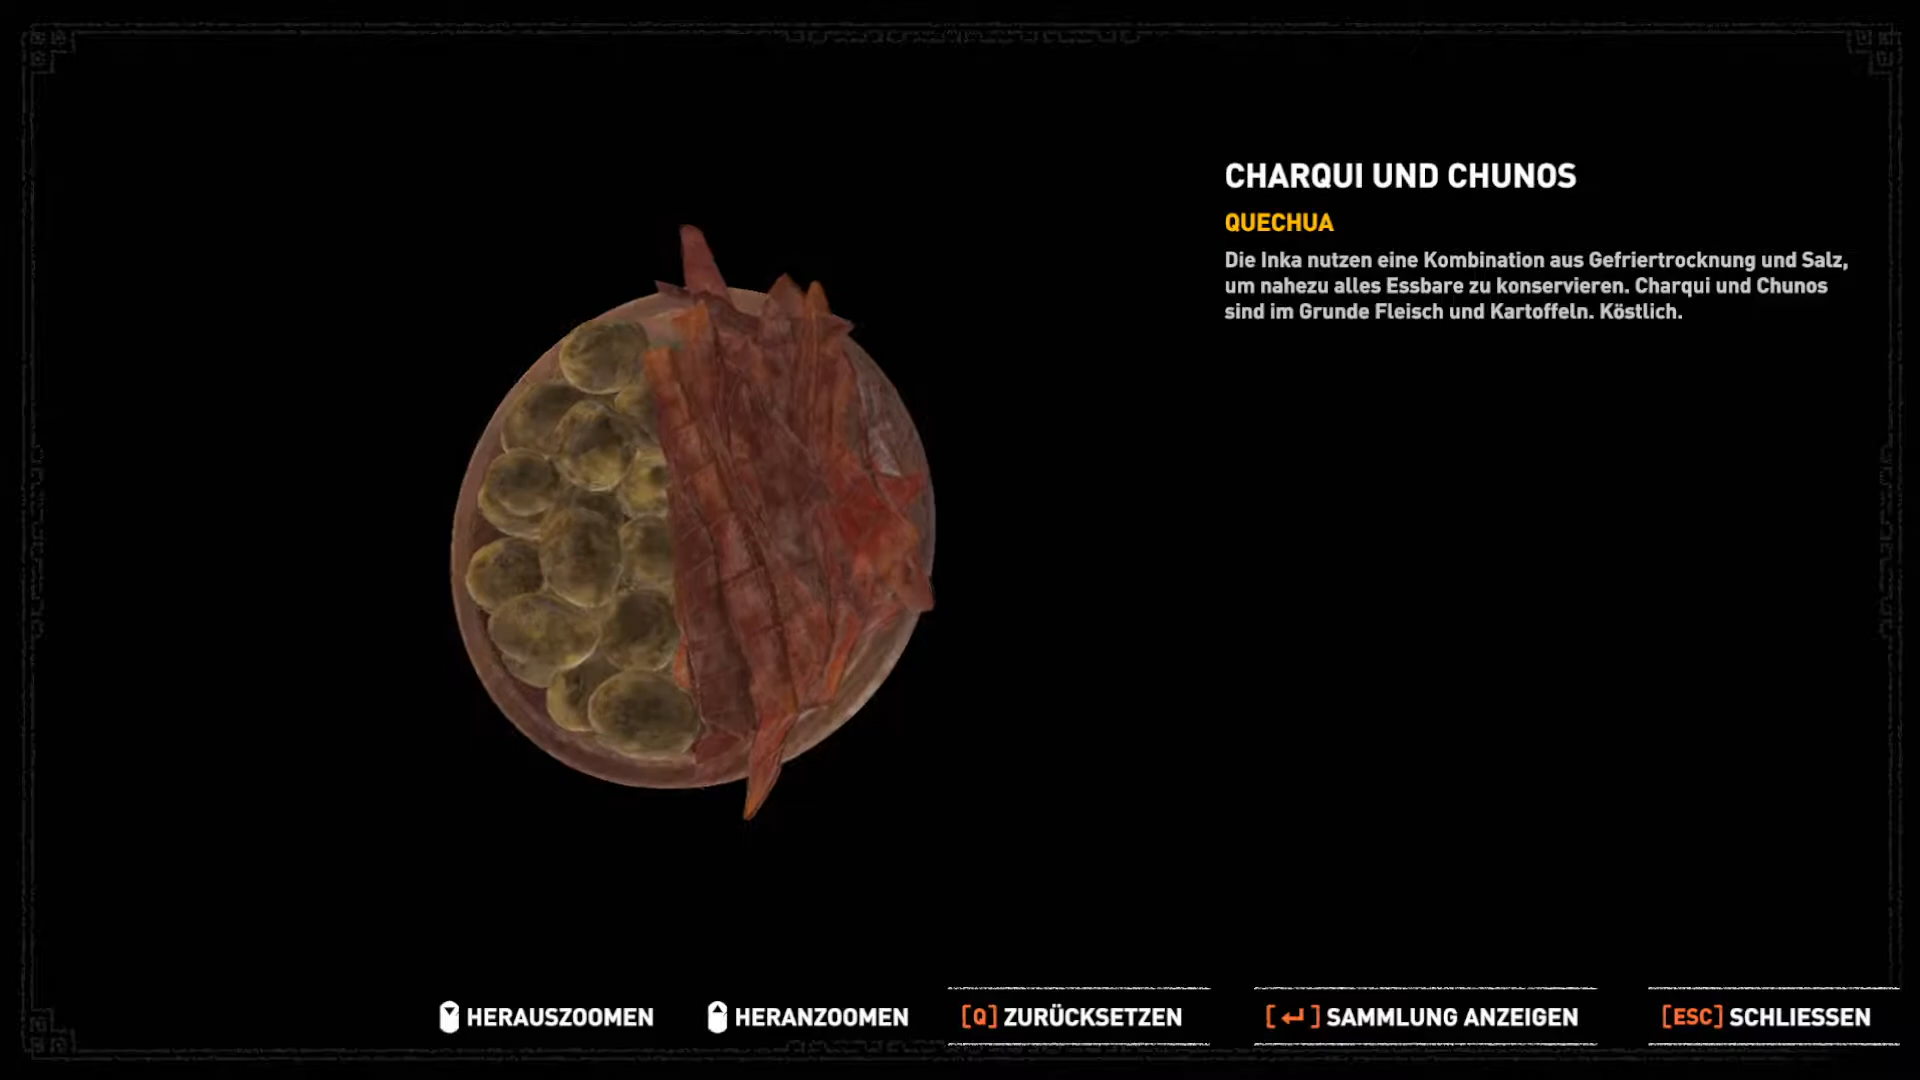 CHARQUI UND CHUNOS
QUECHUA
Die Inka nutzen eine Kombination aus Gefriertrocknung und Salz,
um nahezu alles Essbare zu konservieren. Charqui und Chunos
sind im Grunde Fleisch und Kartoffeln. Köstlich.
HERAUSZOOMEN HERANZOOMEN [Q] ZURÜCKSETZEN [↵] SAMMLUNG ANZEIGEN [ESC] SCHLIESSEN